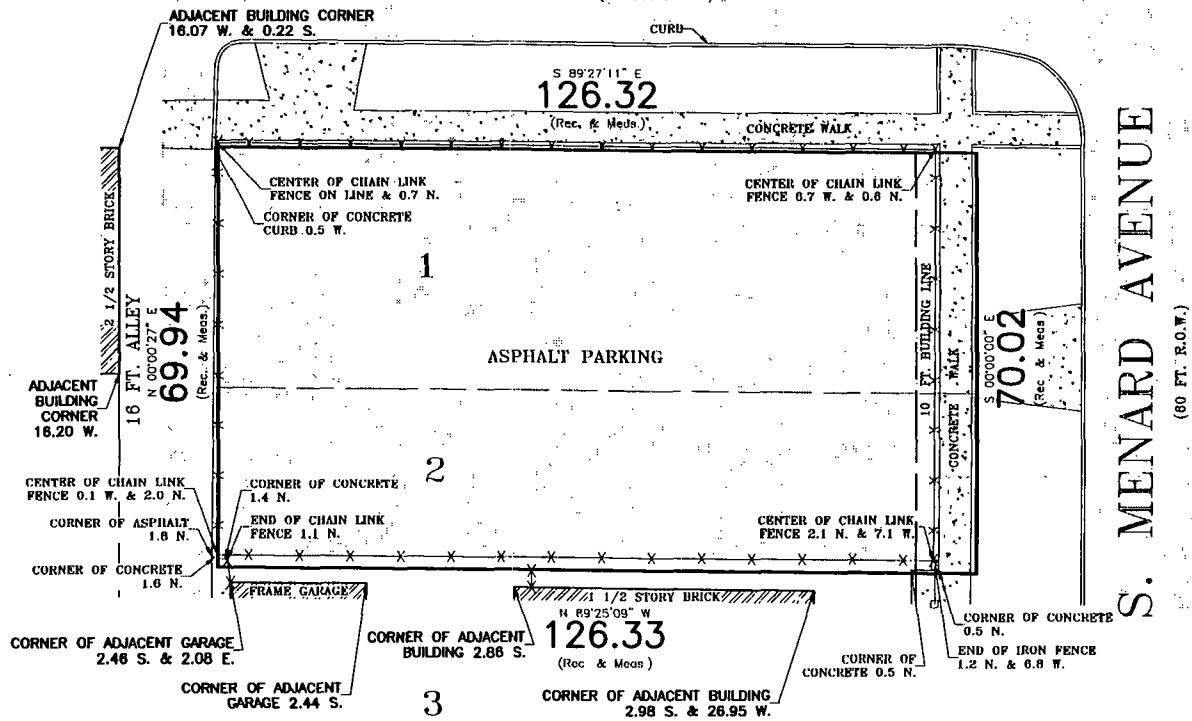 ADJACENT BUILDING CORNER
16.07 W. & 0.22 S.
CURB
S 89°27'11" E
126.32
(Rec. & Meas.)
CONCRETE WALK
CENTER OF CHAIN LINK
FENCE ON LINE & 0.7 N.
CORNER OF CONCRETE
CURB 0.5 W.
CENTER OF CHAIN LINK
FENCE 6.7 W. & 0.6 N.
2 1/2 STORY BRICK
16 FT. ALLEY
N 00°00'27" E
69.94
(Rec. & Meas.)
1
ASPHALT PARKING
10 FT. BUILDING LINE
CONCRETE WALK
S 00°00'00" E
70.02
(Rec & Meas)
S. MENARD AVENUE
(60 FT. R.O.W.)
ADJACENT
BUILDING
CORNER
16.20 W.
2
CENTER OF CHAIN LINK
FENCE 0.1 W. & 2.0 N.
CORNER OF CONCRETE
1.4 N.
CORNER OF ASPHALT
1.6 N.
END OF CHAIN LINK
FENCE 1.1 N.
CENTER OF CHAIN LINK
FENCE 2.1 N. & 7.1 W.
CORNER OF CONCRETE
1.6 N.
FRAME GARAGE
1 1/2 STORY BRICK
N 89°25'09" W
126.33
(Rec & Meas)
CORNER OF CONCRETE
0.5 N.
CORNER OF ADJACENT GARAGE
2.46 S. & 2.08 E.
CORNER OF ADJACENT
BUILDING 2.86 S.
CORNER OF
CONCRETE 0.5 N.
END OF IRON FENCE
1.2 N. & 6.8 W.
CORNER OF ADJACENT
GARAGE 2.44 S.
3
CORNER OF ADJACENT BUILDING
2.98 S. & 26.95 W.